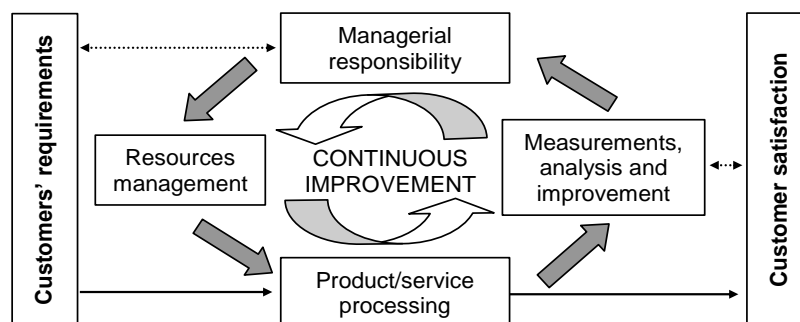 Customers' requirements
Managerial
responsibility
Resources
management
CONTINUOUS
IMPROVEMENT
Measurements,
analysis and
improvement
Product/service
processing
Customer satisfaction